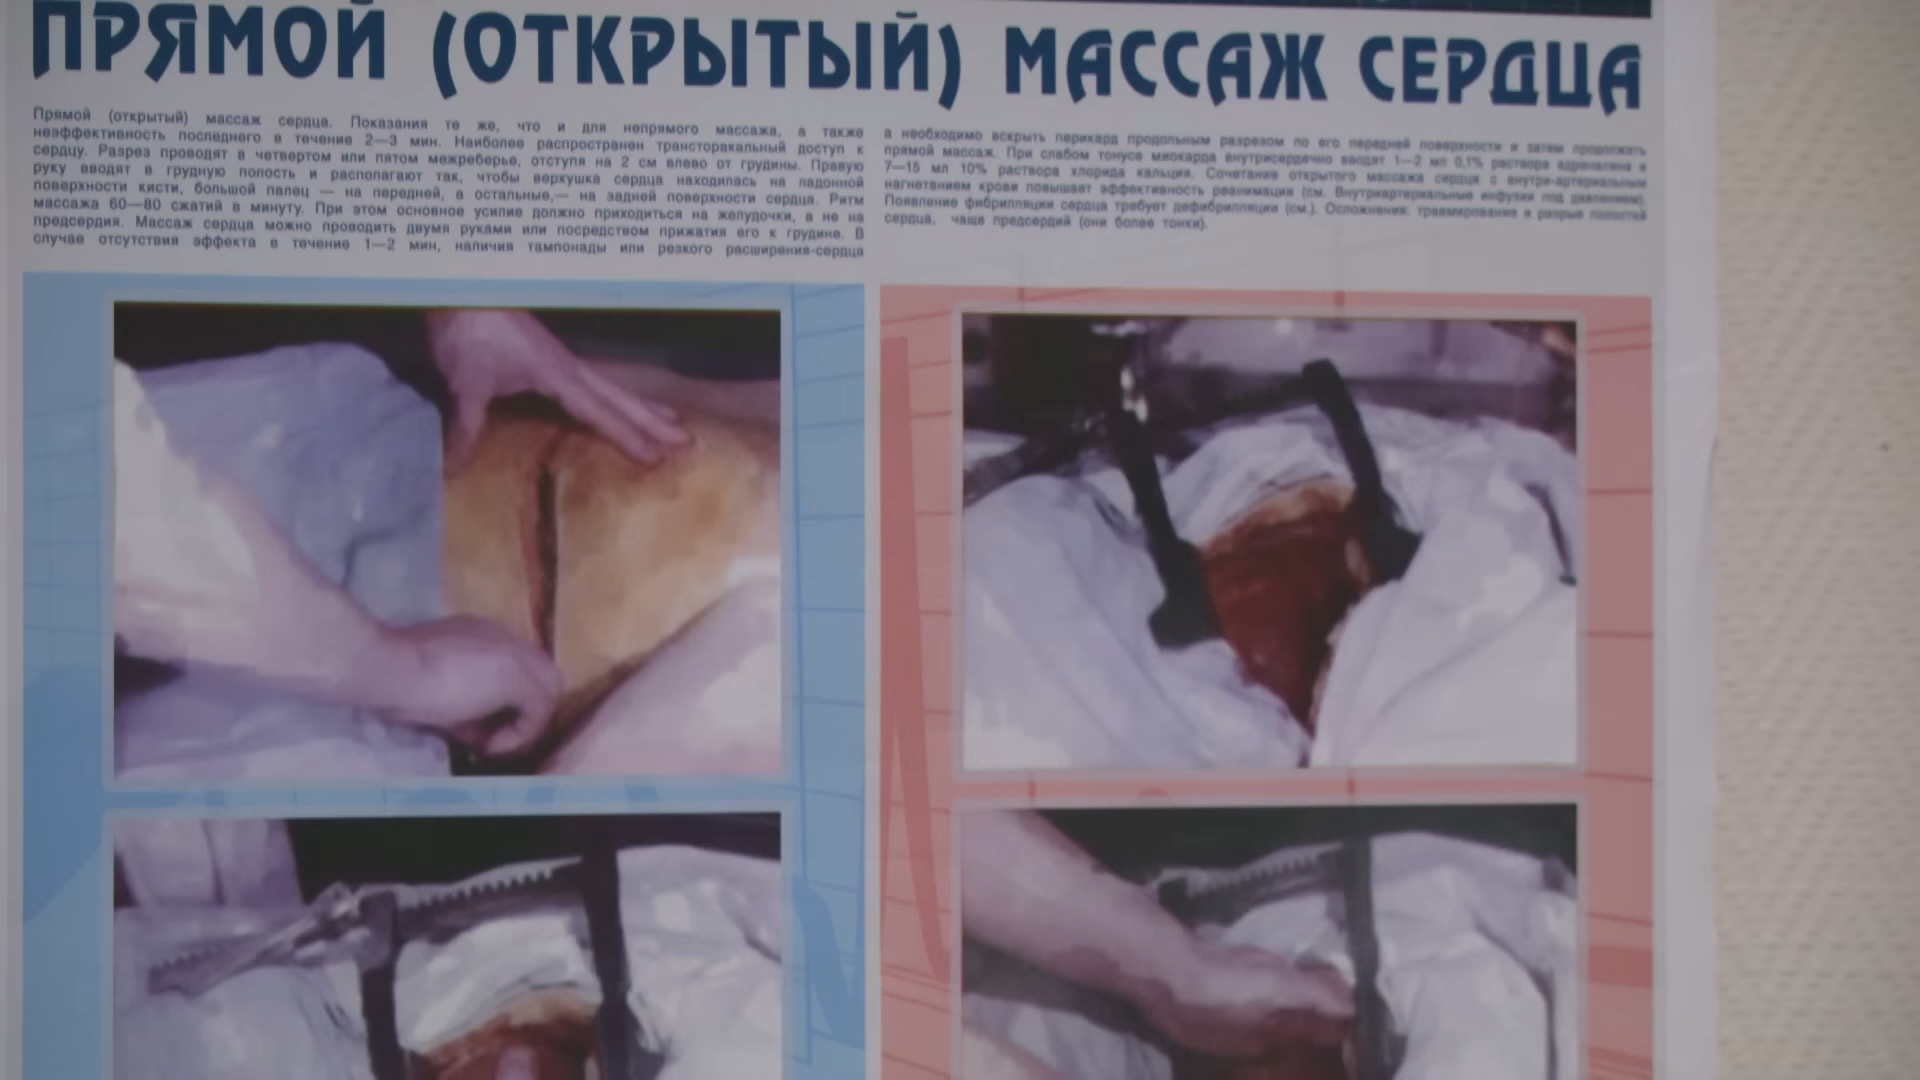 ПРЯМОЙ (ОТКРЫТЫЙ) МАССАЖ СЕРДЦА
Прямой (открытый) массаж сердца. Показания те же, что и для непрямого массажа, а также
неэффективность последнего в течение 2—3 мин. Наиболее распространен трансторакальный доступ к
сердцу. Разрез проводят в четвертом или пятом межреберье, отступя на 2 см влево от грудины. Правую
руку вводят в грудную полость и располагают так, чтобы верхушка сердца находилась на ладонной
поверхности кисти, большой палец — на передней, а остальные,— на задней поверхности сердца. Ритм
массажа 60—80 сжатий в минуту. При этом основное усилие должно приходиться на желудочки, а не на
предсердия. Массаж сердца можно проводить двумя руками или посредством прижатия его к грудине. В
случае отсутствия эффекта в течение 1—2 мин, наличия тампонады или резкого расширения-сердца
а необходимо вскрыть перикард продольным разрезом по его передней поверхности и затем продолжать
прямой массаж. При слабом тонусе миокарда внутрисердечно вводят 1—2 мл 0,1% раствора адреналина и
7—15 мл 10% раствора хлорида кальция. Сочетание открытого массажа сердца с внутри-артериальным
нагнетанием крови повышает эффективность реанимации (см. Внутриартериальные инфузии под давлением).
Появление фибрилляции сердца требует дефибрилляции (см.). Осложнения: травмирование и разрыв полостей
сердца, чаще предсердий (они более тонки).